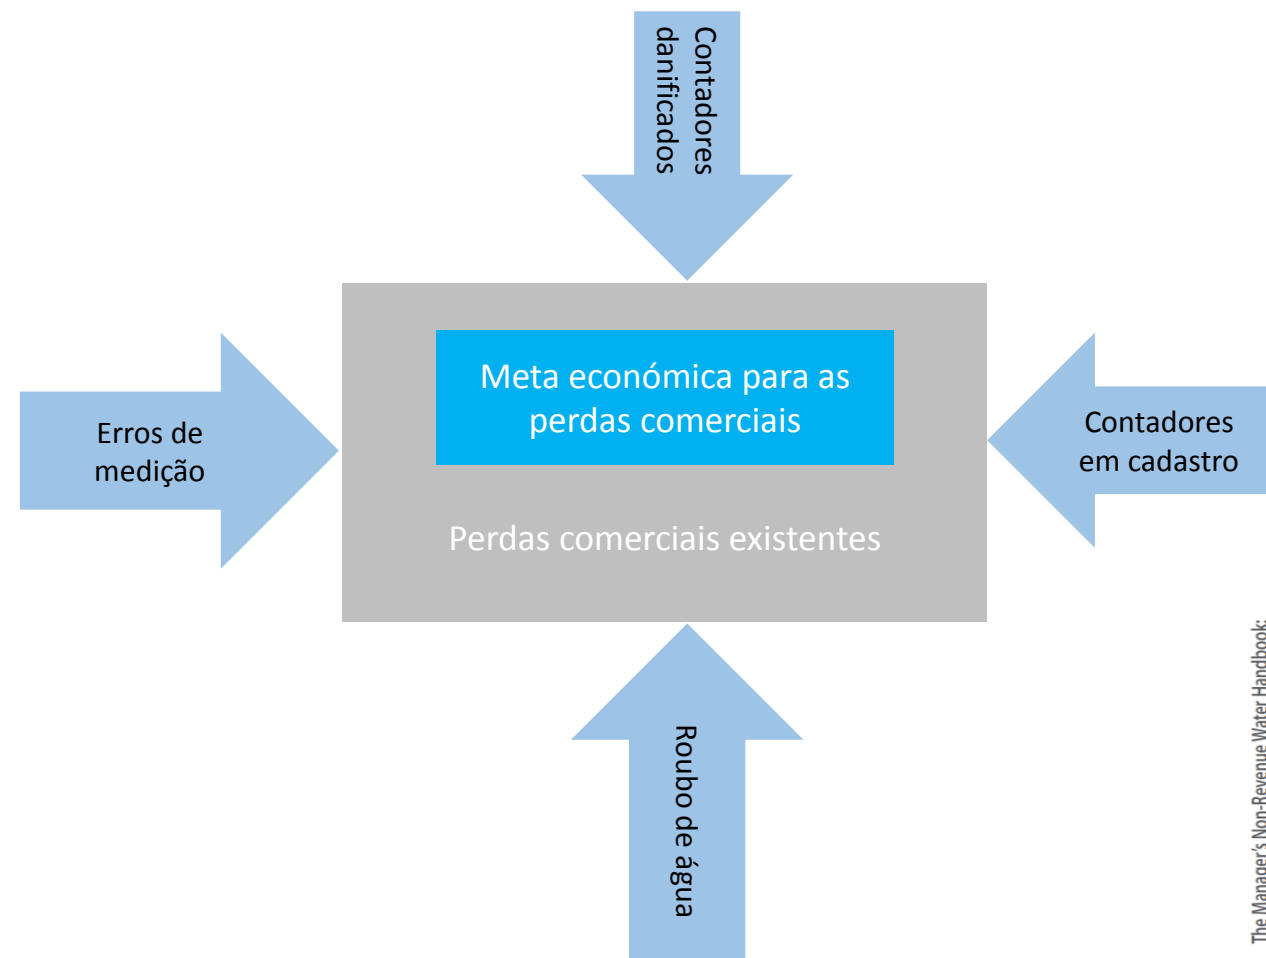 Contadores
danificados
Meta económica para as
perdas comerciais
Erros de
medição
Contadores
em cadastro
Perdas comerciais existentes
Roubo de água
The Manager's Non-Revenue Water Handbook: